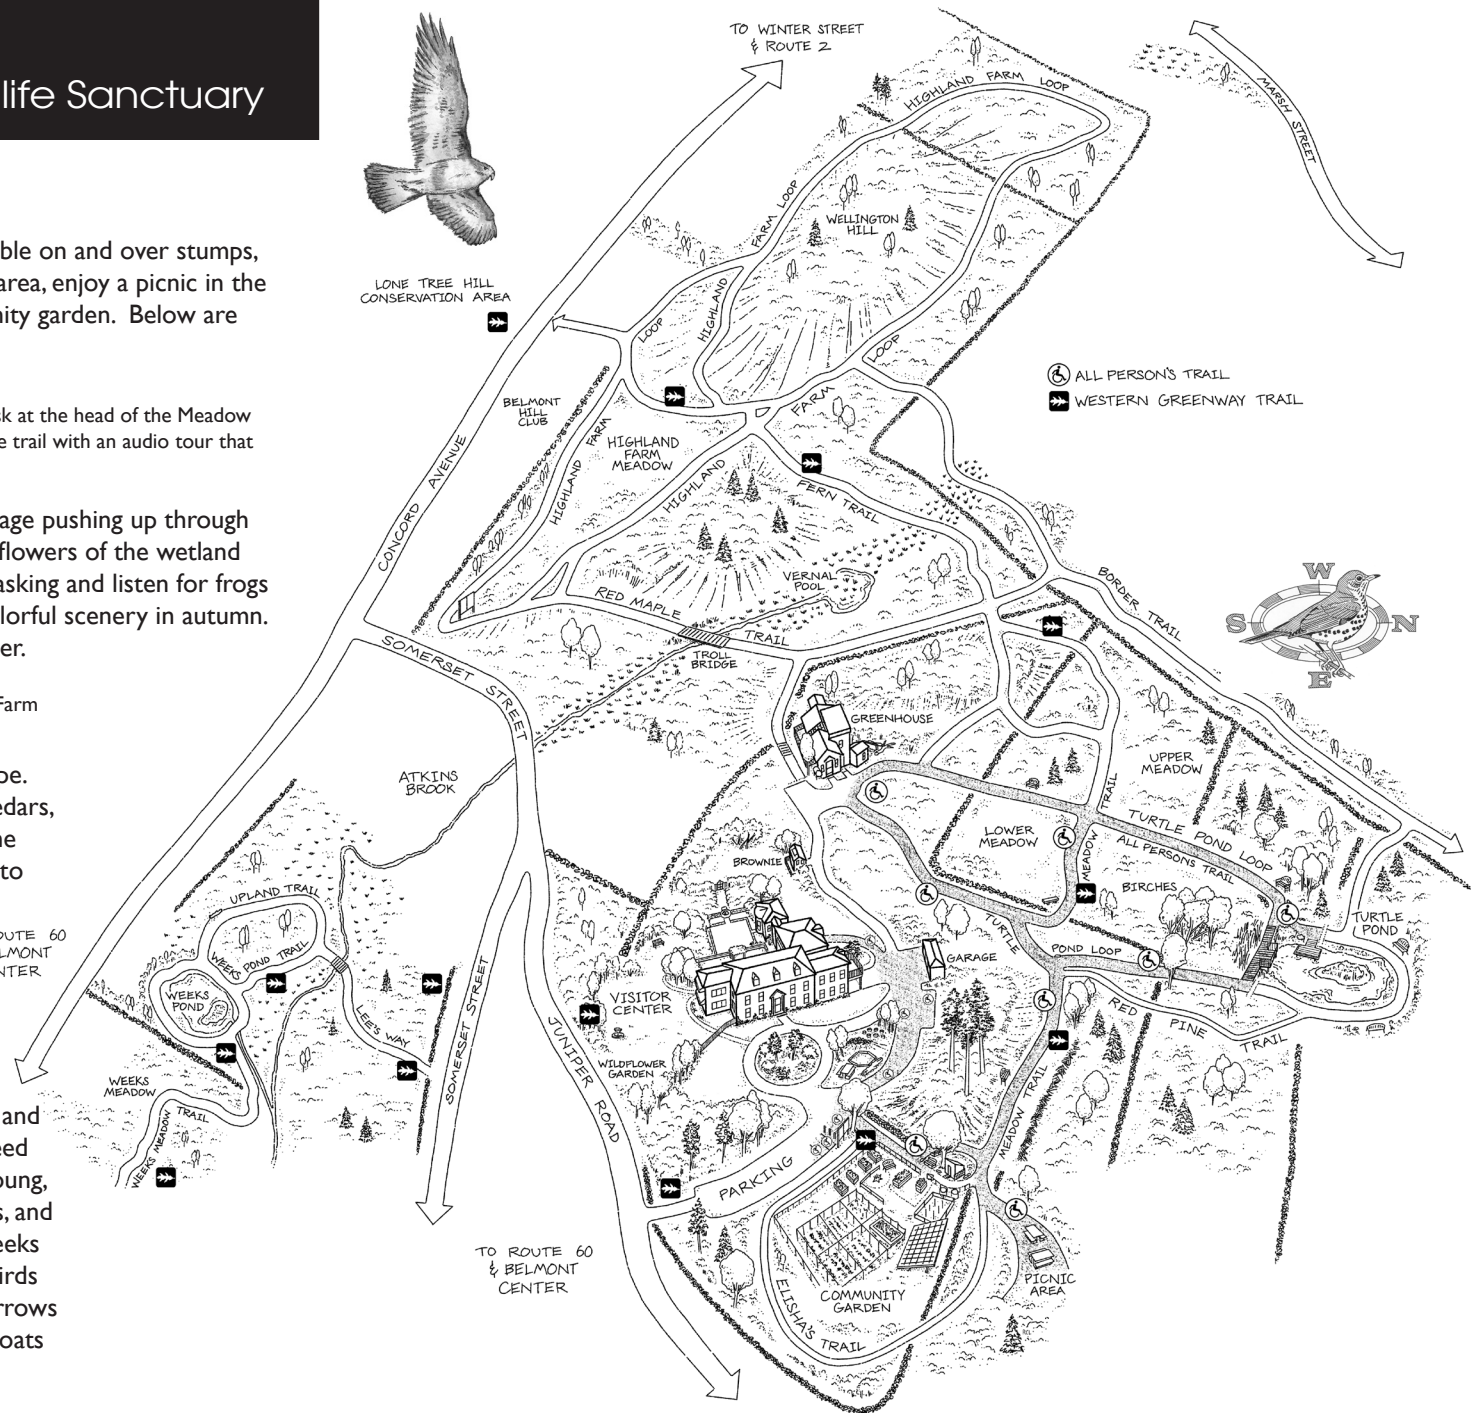 life Sanctuary
ble on and over stumps,
area, enjoy a picnic in the
nity garden. Below are
sk at the head of the Meadow
e trail with an audio tour that
age pushing up through
flowers of the wetland
asking and listen for frogs
lorful scenery in autumn.
er.
Farm
pe.
edars,
ne
to
OUTE 60
ELMONT
NTER
and
eed
oung,
s, and
eeks
irds
rrows
oats
TO WINTER STREET
& ROUTE 2
MARSH STREET
HIGHLAND FARM LOOP
FARM LOOP
WELLINGTON
HILL
HIGHLAND
LOOP
LOOP
FARM
LONE TREE HILL
CONSERVATION AREA
ALL PERSON'S TRAIL
WESTERN GREENWAY TRAIL
BELMONT
HILL
CLUB
HIGHLAND
FARM
MEADOW
HIGHLAND FARM
HIGHLAND
FERN TRAIL
CONCORD AVENUE
VERNAL
POOL
RED MAPLE
TRAIL
TROLL
BRIDGE
BORDER TRAIL
W
S
N
E
SOMERSET STREET
GREENHOUSE
UPPER
MEADOW
ATKINS
BROOK
TRAIL
MEADOW
LOWER
MEADOW
TURTLE POND LOOP
ALL PERSONS TRAIL
BROWNIE
BIRCHES
UPLAND TRAIL
TURTLE
POND
TURTLE
POND LOOP
GARAGE
WEEKS POND TRAIL
WEEKS
POND
LEE'S WAY
VISITOR
CENTER
RED PINE TRAIL
SOMERSET STREET
JUNIPER ROAD
WILDFLOWER
GARDEN
WEEKS
MEADOW
WEEKS MEADOW
TRAIL
MEADOW TRAIL
PARKING
TO ROUTE 60
& BELMONT
CENTER
PICNIC
AREA
COMMUNITY
GARDEN
ELISHA'S TRAIL